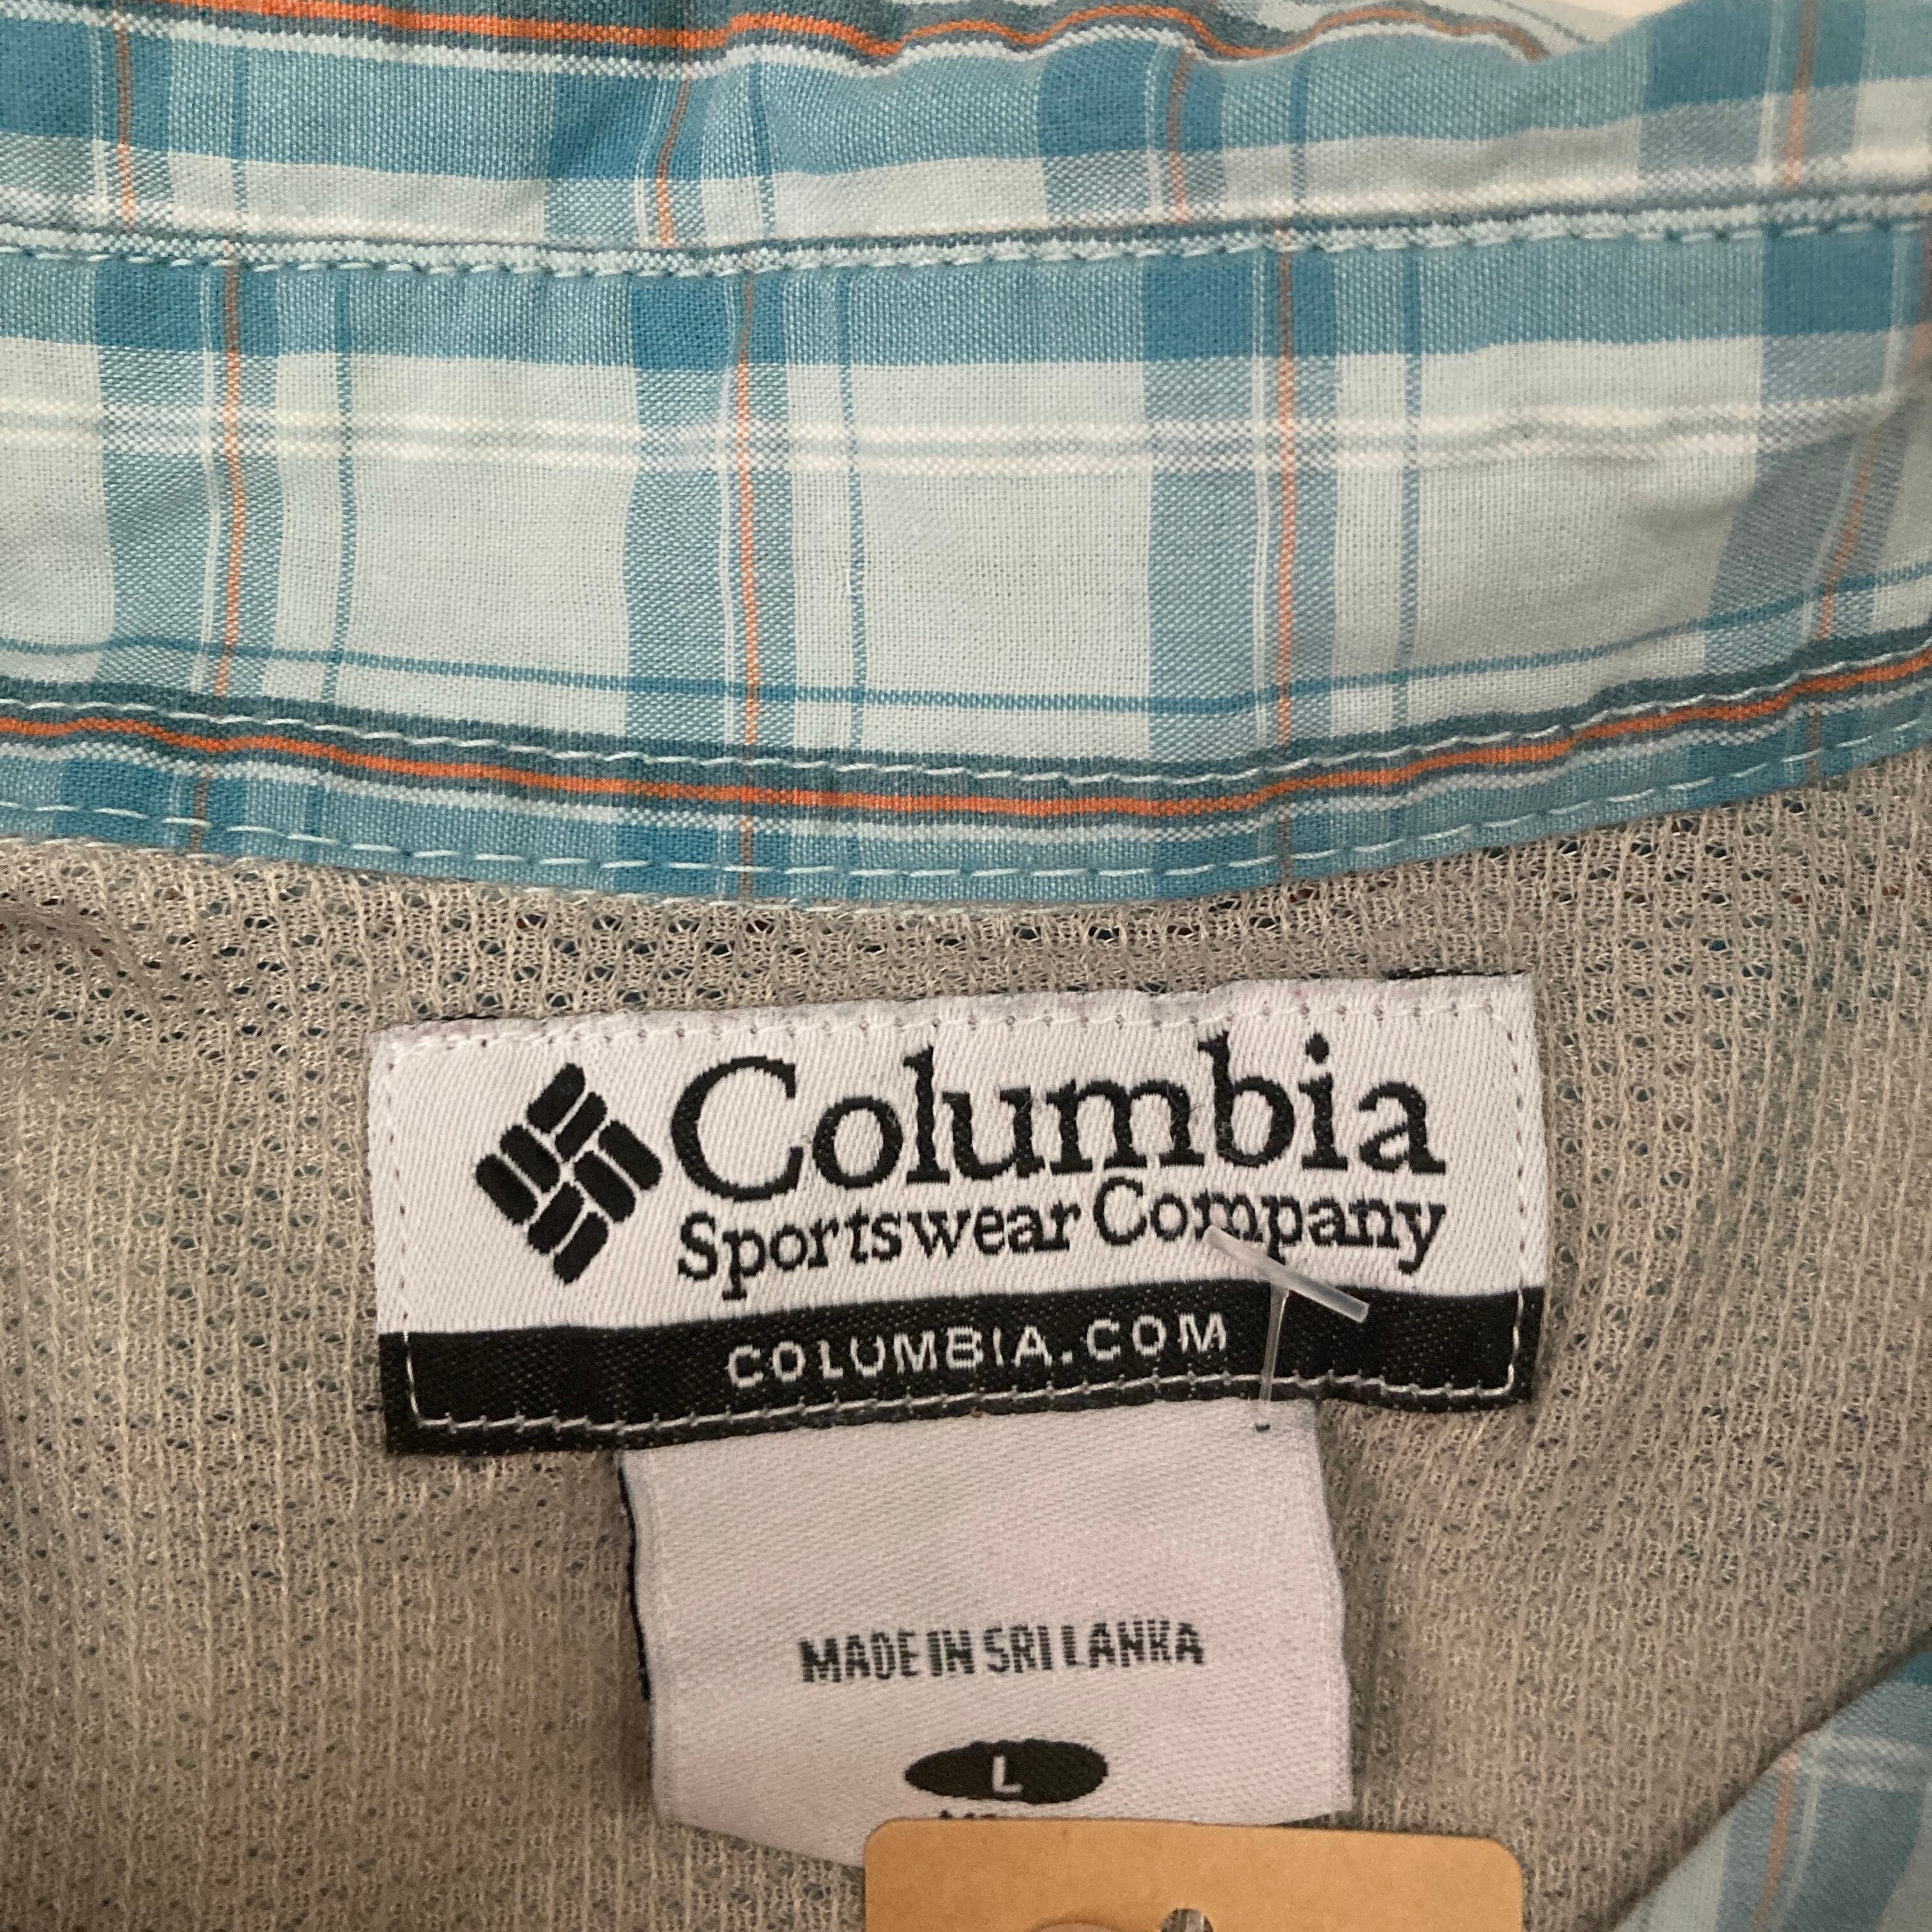 Columbia
Sportswear Company
COLUMBIA.COM
MADE IN SRI LANKA
L